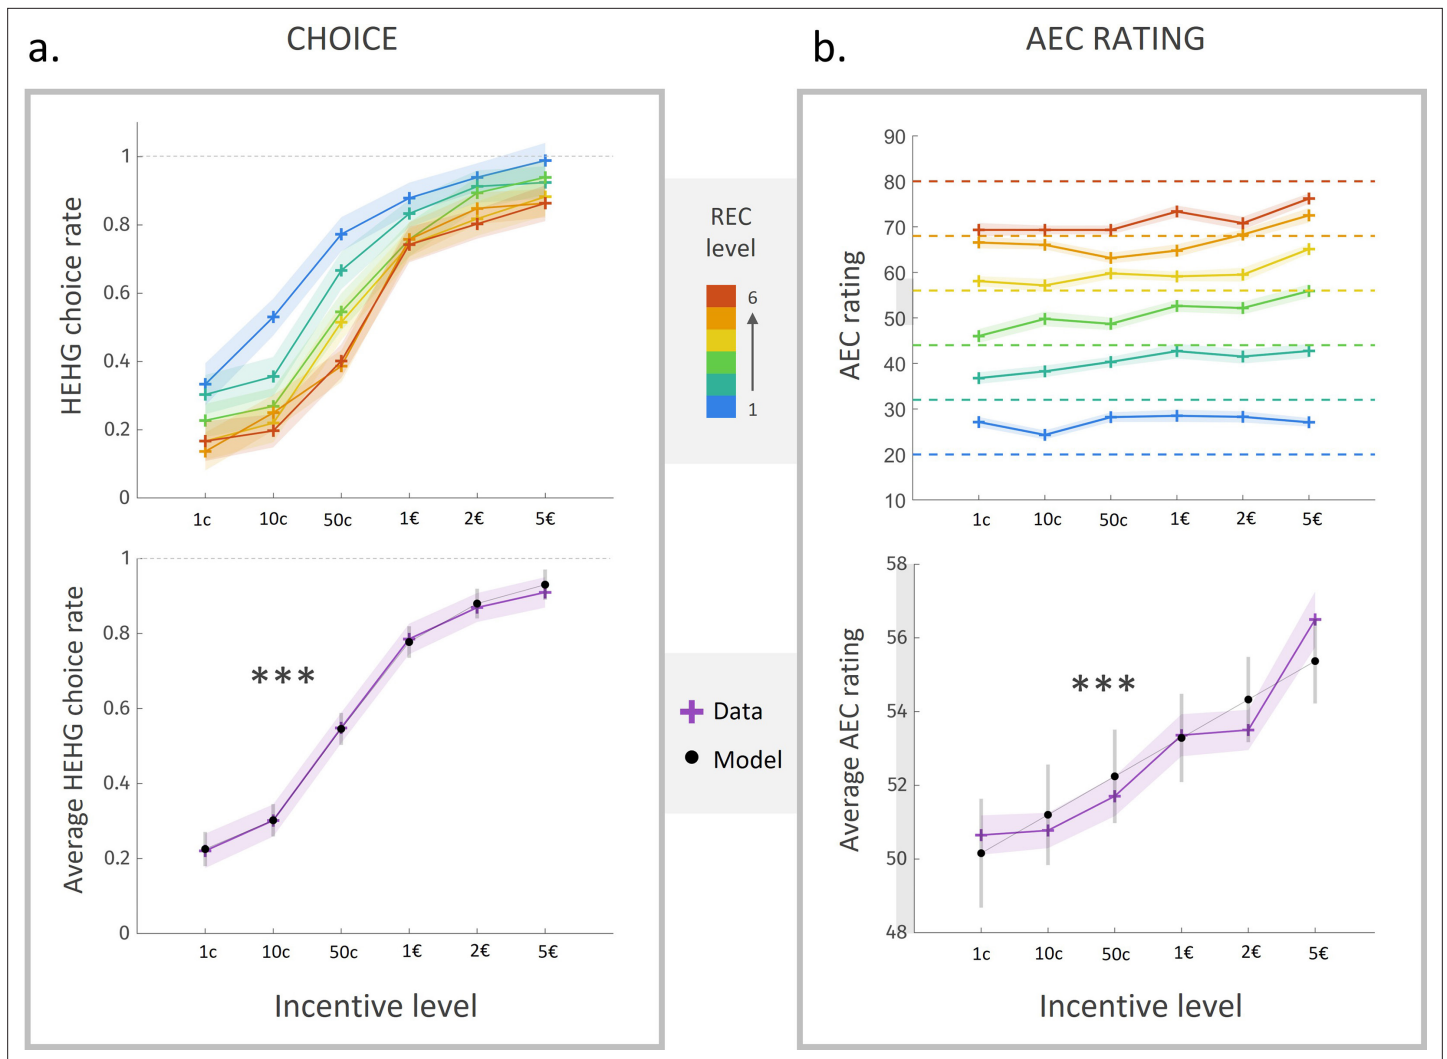 a.
CHOICE
b.
AEC RATING
HEHG choice rate
1
0.8
0.6
0.4
0.2
0
1c 10c 50c 1€ 2€ 5€
REC
level
6
1
AEC rating
90
80
70
60
50
40
30
20
10
1c 10c 50c 1€ 2€ 5€
Average HEHG choice rate
1
0.8
0.6
0.4
0.2
0
***
1c 10c 50c 1€ 2€ 5€
Incentive level
Data
Model
Average AEC rating
58
56
54
52
50
48
***
1c 10c 50c 1€ 2€ 5€
Incentive level